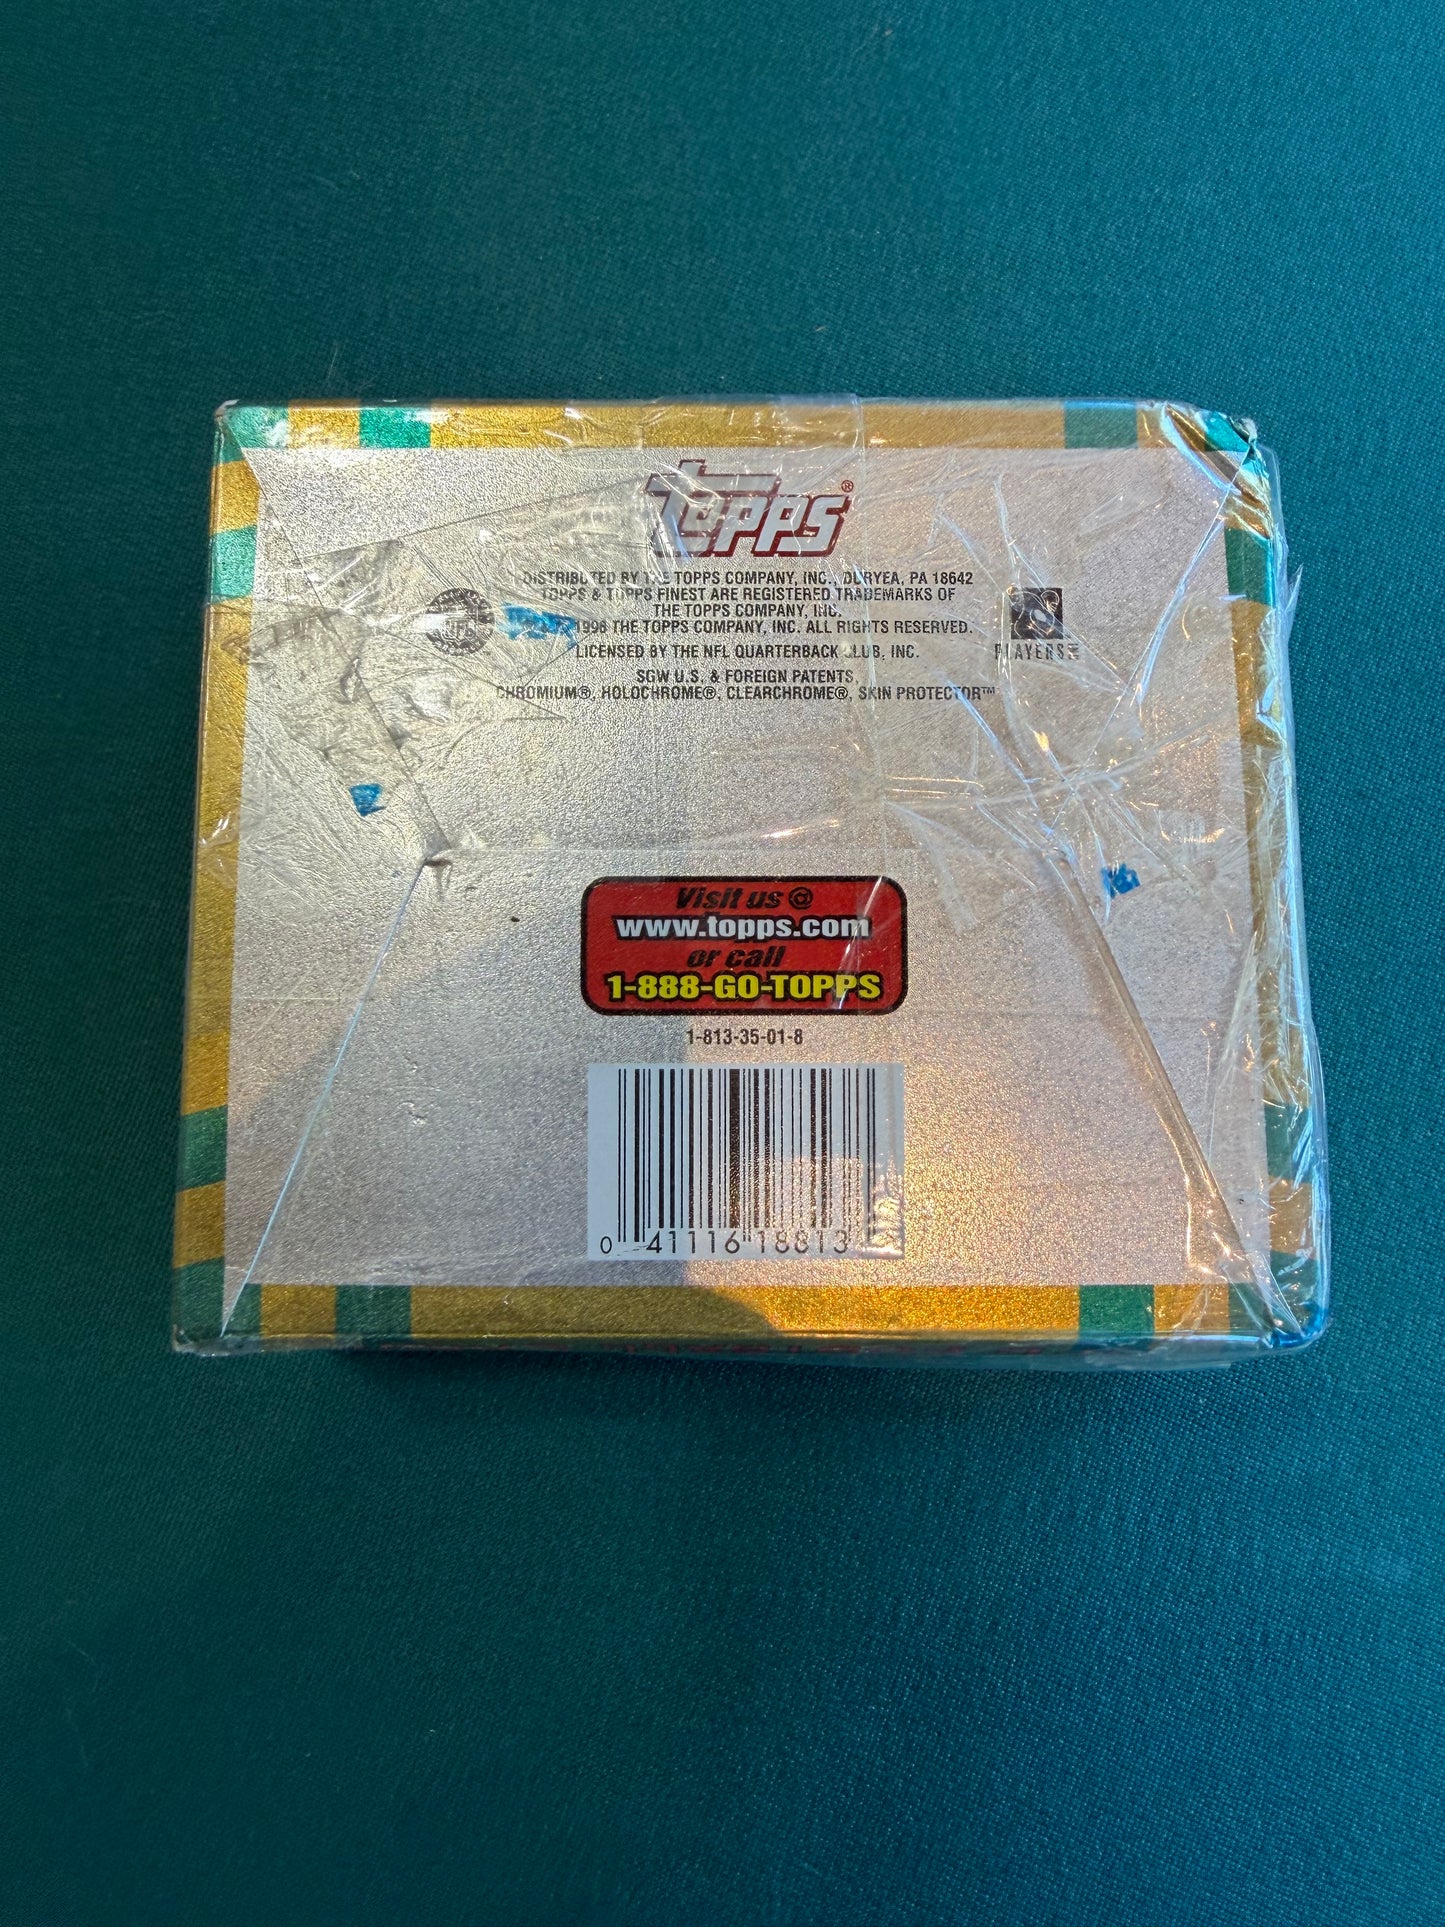 TOPPS®
DISTRIBUTED BY THE TOPPS COMPANY, INC., DURYEA, PA 18642
TOPPS & TOPPS FINEST ARE REGISTERED TRADEMARKS OF
THE TOPPS COMPANY, INC.
1998 THE TOPPS COMPANY, INC. ALL RIGHTS RESERVED.
LICENSED BY THE NFL QUARTERBACK CLUB, INC.
SGW U.S. & FOREIGN PATENTS.
CHROMIUM®, HOLOCHROME®, CLEARCHROME®, SKIN PROTECTOR™
PLAYERS INC
Visit us @
www.topps.com
or call
1-888-GO-TOPPS
1-813-35-01-8
0 41116 18813